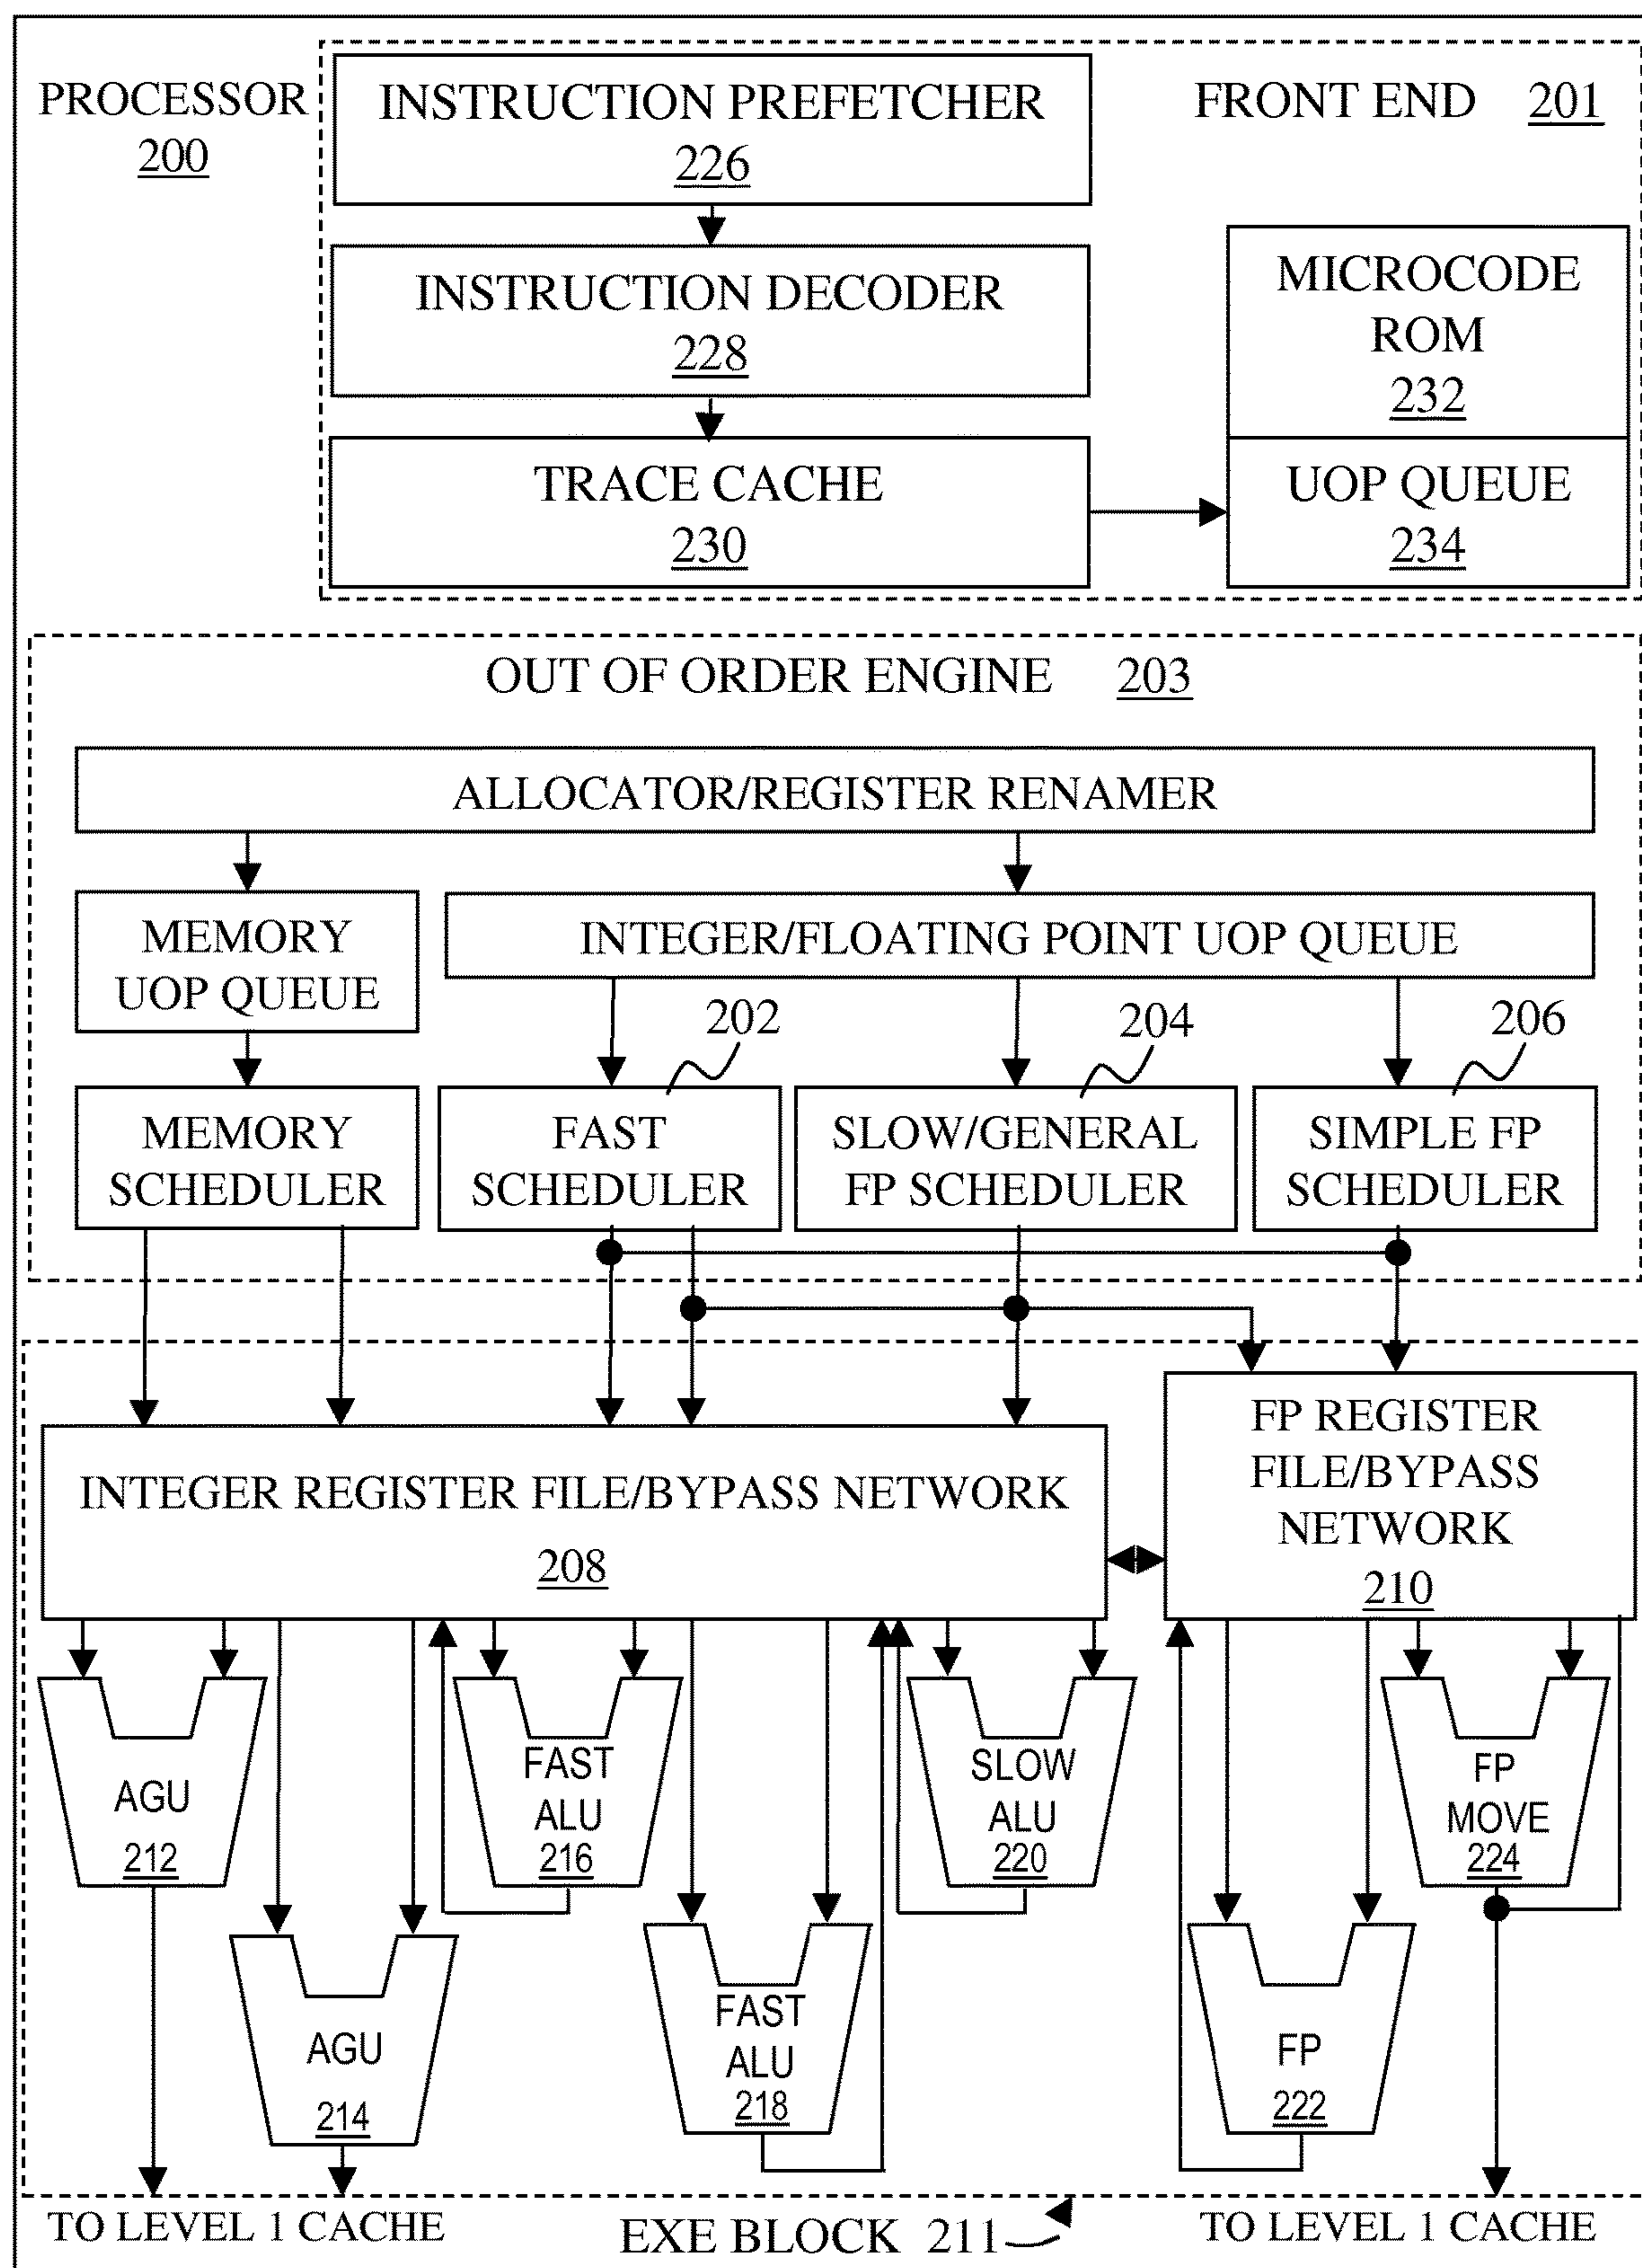 PROCESSOR
200
INSTRUCTION PREFETCHER
226
FRONT END 201
INSTRUCTION DECODER
228
MICROCODE
ROM
232
TRACE CACHE
230
UOP QUEUE
234
OUT OF ORDER ENGINE 203
ALLOCATOR/REGISTER RENAMER
MEMORY
UOP QUEUE
INTEGER/FLOATING POINT UOP QUEUE
202
204
206
MEMORY
SCHEDULER
FAST
SCHEDULER
SLOW/GENERAL
FP SCHEDULER
SIMPLE FP
SCHEDULER
INTEGER REGISTER FILE/BYPASS NETWORK
208
FP REGISTER
FILE/BYPASS
NETWORK
210
AGU
212
FAST
ALU
216
SLOW
ALU
220
FP
MOVE
224
AGU
214
FAST
ALU
218
FP
222
TO LEVEL 1 CACHE
EXE BLOCK 211
TO LEVEL 1 CACHE